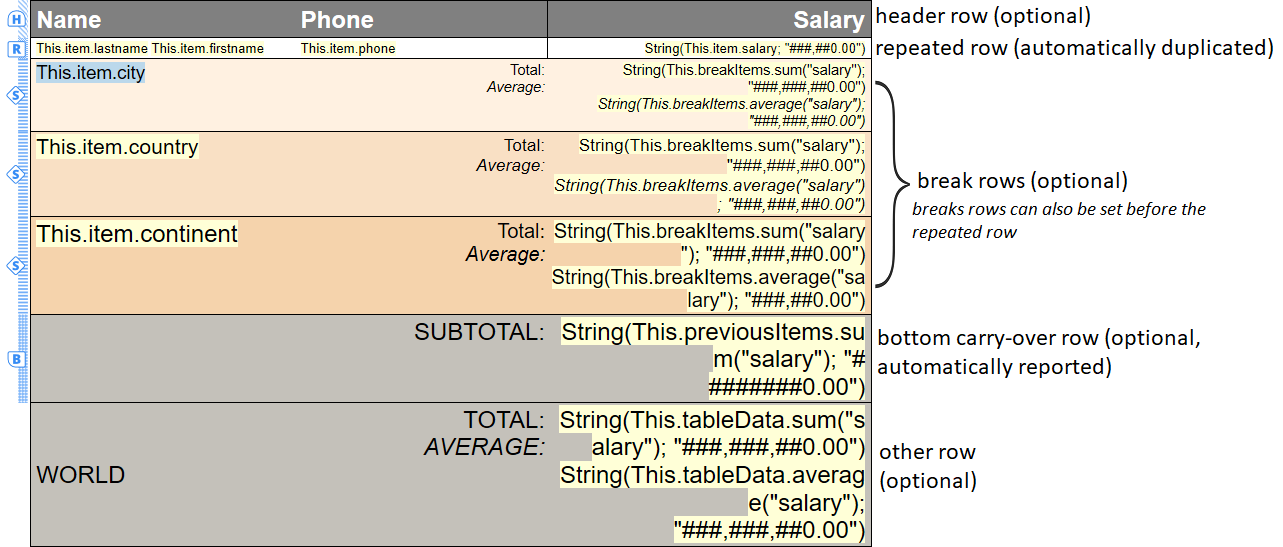 H Name Phone Salary header row (optional)
R This.item.lastname This.item.firstname This.item.phone String(This.item.salary; "###,##0.00") repeated row (automatically duplicated)
This.item.city Total: String(This.breakItems.sum("salary");
"###,###,##0.00")
Average: String(This.breakItems.average("salary");
"###,###,##0.00")
S
This.item.country Total: String(This.breakItems.sum("salary");
Average: "###,###,##0.00")
S String(This.breakItems.average("salary")
; "###,###,##0.00")
break rows (optional)
breaks rows can also be set before the
repeated row
This.item.continent Total: String(This.breakItems.sum("salary
Average: "); "###,###,##0.00")
S String(This.breakItems.average("sa
lary"); "###,##0.00")
SUBTOTAL: String(This.previousItems.su
B m("salary"); "#
#######0.00")
bottom carry-over row (optional,
automatically reported)
TOTAL: String(This.tableData.sum("s
AVERAGE: alary"); "###,###,##0.00")
WORLD String(This.tableData.averag
e("salary");
"###,###,##0.00")
other row
(optional)